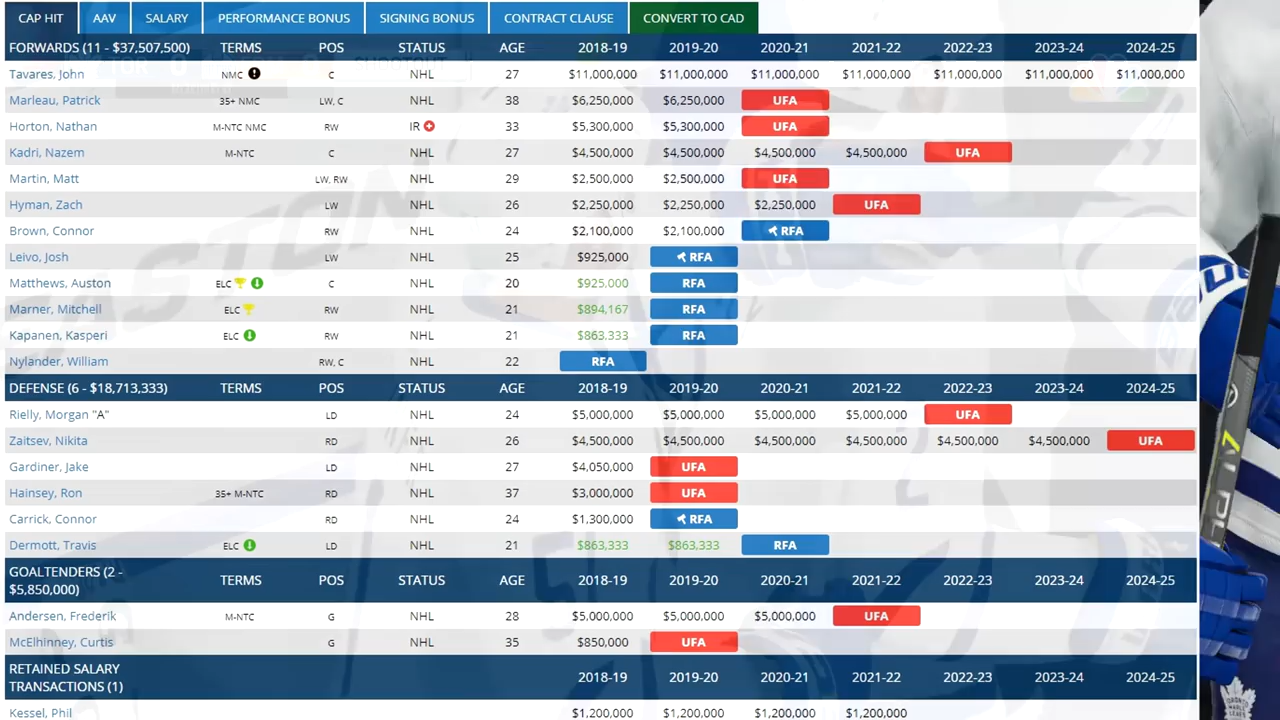 CAP HIT AAV SALARY PERFORMANCE BONUS SIGNING BONUS CONTRACT CLAUSE CONVERT TO CAD
FORWARDS (11 - $37,507,500) TERMS POS STATUS AGE 2018-19 2019-20 2020-21 2021-22 2022-23 2023-24 2024-25
Tavares, John NMC C NHL 27 $11,000,000 $11,000,000 $11,000,000 $11,000,000 $11,000,000 $11,000,000 $11,000,000
Marleau, Patrick 35+ NMC LW, C NHL 38 $6,250,000 $6,250,000 UFA
Horton, Nathan M-NTC NMC RW IR 33 $5,300,000 $5,300,000 UFA
Kadri, Nazem M-NTC C NHL 27 $4,500,000 $4,500,000 $4,500,000 $4,500,000 UFA
Martin, Matt LW, RW NHL 29 $2,500,000 $2,500,000 UFA
Hyman, Zach LW NHL 26 $2,250,000 $2,250,000 $2,250,000 UFA
Brown, Connor RW NHL 24 $2,100,000 $2,100,000 RFA
Leivo, Josh LW NHL 25 $925,000 RFA
Matthews, Auston ELC C NHL 20 $925,000 RFA
Marner, Mitchell ELC RW NHL 21 $894,167 RFA
Kapanen, Kasperi ELC RW NHL 21 $863,333 RFA
Nylander, William RW, C NHL 22 RFA
DEFENSE (6 - $18,713,333) TERMS POS STATUS AGE 2018-19 2019-20 2020-21 2021-22 2022-23 2023-24 2024-25
Rielly, Morgan "A" LD NHL 24 $5,000,000 $5,000,000 $5,000,000 $5,000,000 UFA
Zaitsev, Nikita RD NHL 26 $4,500,000 $4,500,000 $4,500,000 $4,500,000 $4,500,000 $4,500,000 UFA
Gardiner, Jake LD NHL 27 $4,050,000 UFA
Hainsey, Ron 35+ M-NTC RD NHL 37 $3,000,000 UFA
Carrick, Connor RD NHL 24 $1,300,000 RFA
Dermott, Travis ELC LD NHL 21 $863,333 $863,333 RFA
GOALTENDERS (2 -
$5,850,000) TERMS POS STATUS AGE 2018-19 2019-20 2020-21 2021-22 2022-23 2023-24 2024-25
Andersen, Frederik M-NTC G NHL 28 $5,000,000 $5,000,000 $5,000,000 UFA
McElhinney, Curtis G NHL 35 $850,000 UFA
RETAINED SALARY
TRANSACTIONS (1) 2018-19 2019-20 2020-21 2021-22 2022-23 2023-24 2024-25
Kessel, Phil $1,200,000 $1,200,000 $1,200,000 $1,200,000